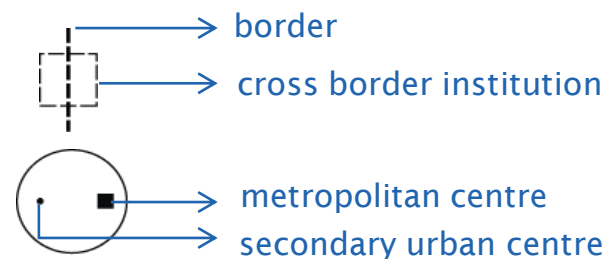 border
cross border institution
metropolitan centre
secondary urban centre